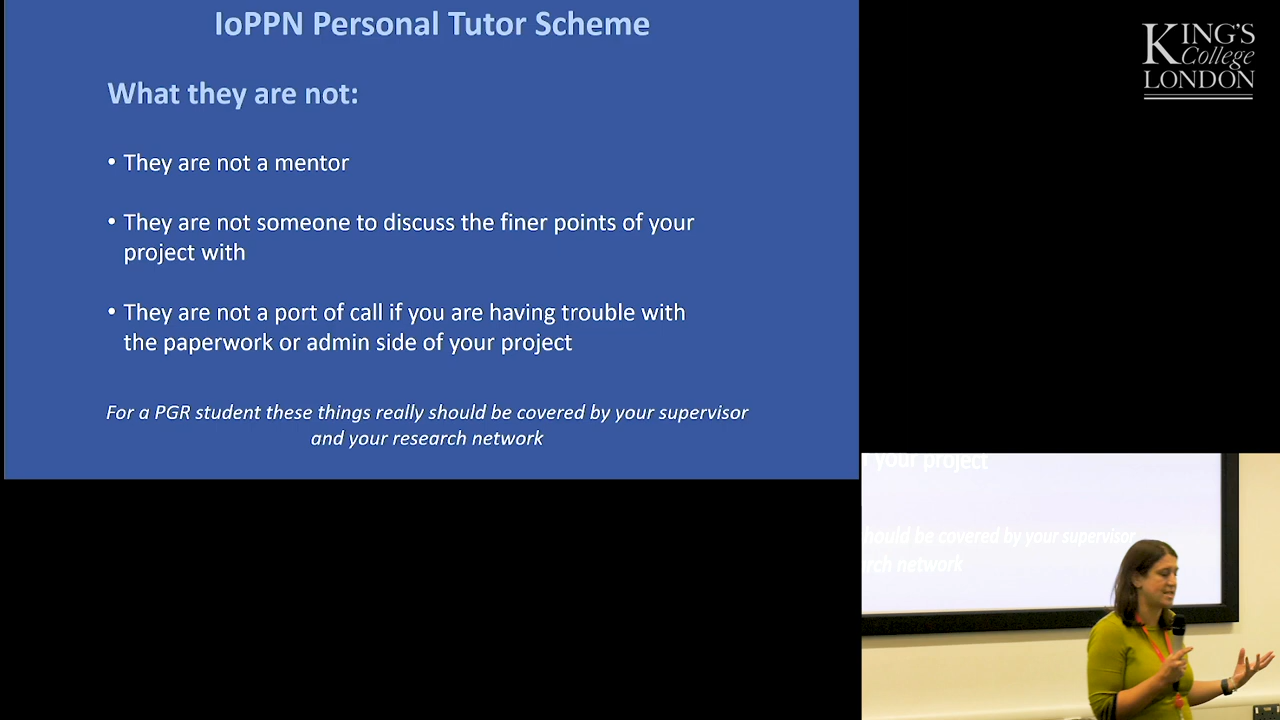 IoPPN Personal Tutor Scheme
What they are not:
• They are not a mentor
• They are not someone to discuss the finer points of your
project with
• They are not a port of call if you are having trouble with
the paperwork or admin side of your project
For a PGR student these things really should be covered by your supervisor
and your research network
KING'S
College
LONDON
your project
should be covered by your supervisor
network